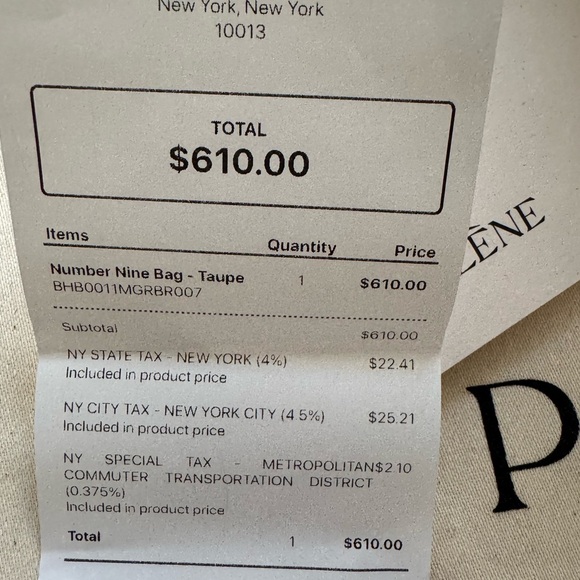 New York, New York
10013
TOTAL
$610.00
Items Quantity Price
Number Nine Bag - Taupe 1 $610.00
BHB0011MGRBR007
Subtotal $610.00
NY STATE TAX - NEW YORK (4%) $22.41
Included in product price
NY CITY TAX - NEW YORK CITY (4.5%) $25.21
Included in product price
NY SPECIAL TAX - METROPOLITAN$2.10
COMMUTER TRANSPORTATION DISTRICT
(0.375%)
Included in product price
Total 1 $610.00
LÈNE
P